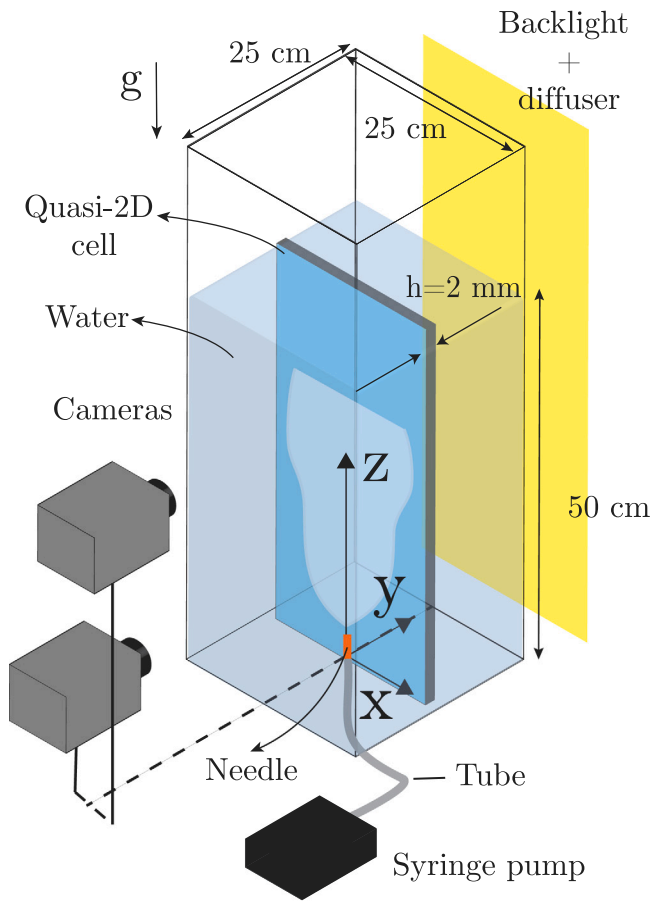 Backlight
+
diffuser
25 cm
g
25 cm
Quasi-2D
cell
h=2 mm
Water
Cameras
z
50 cm
y
x
Needle
Tube
Syringe pump